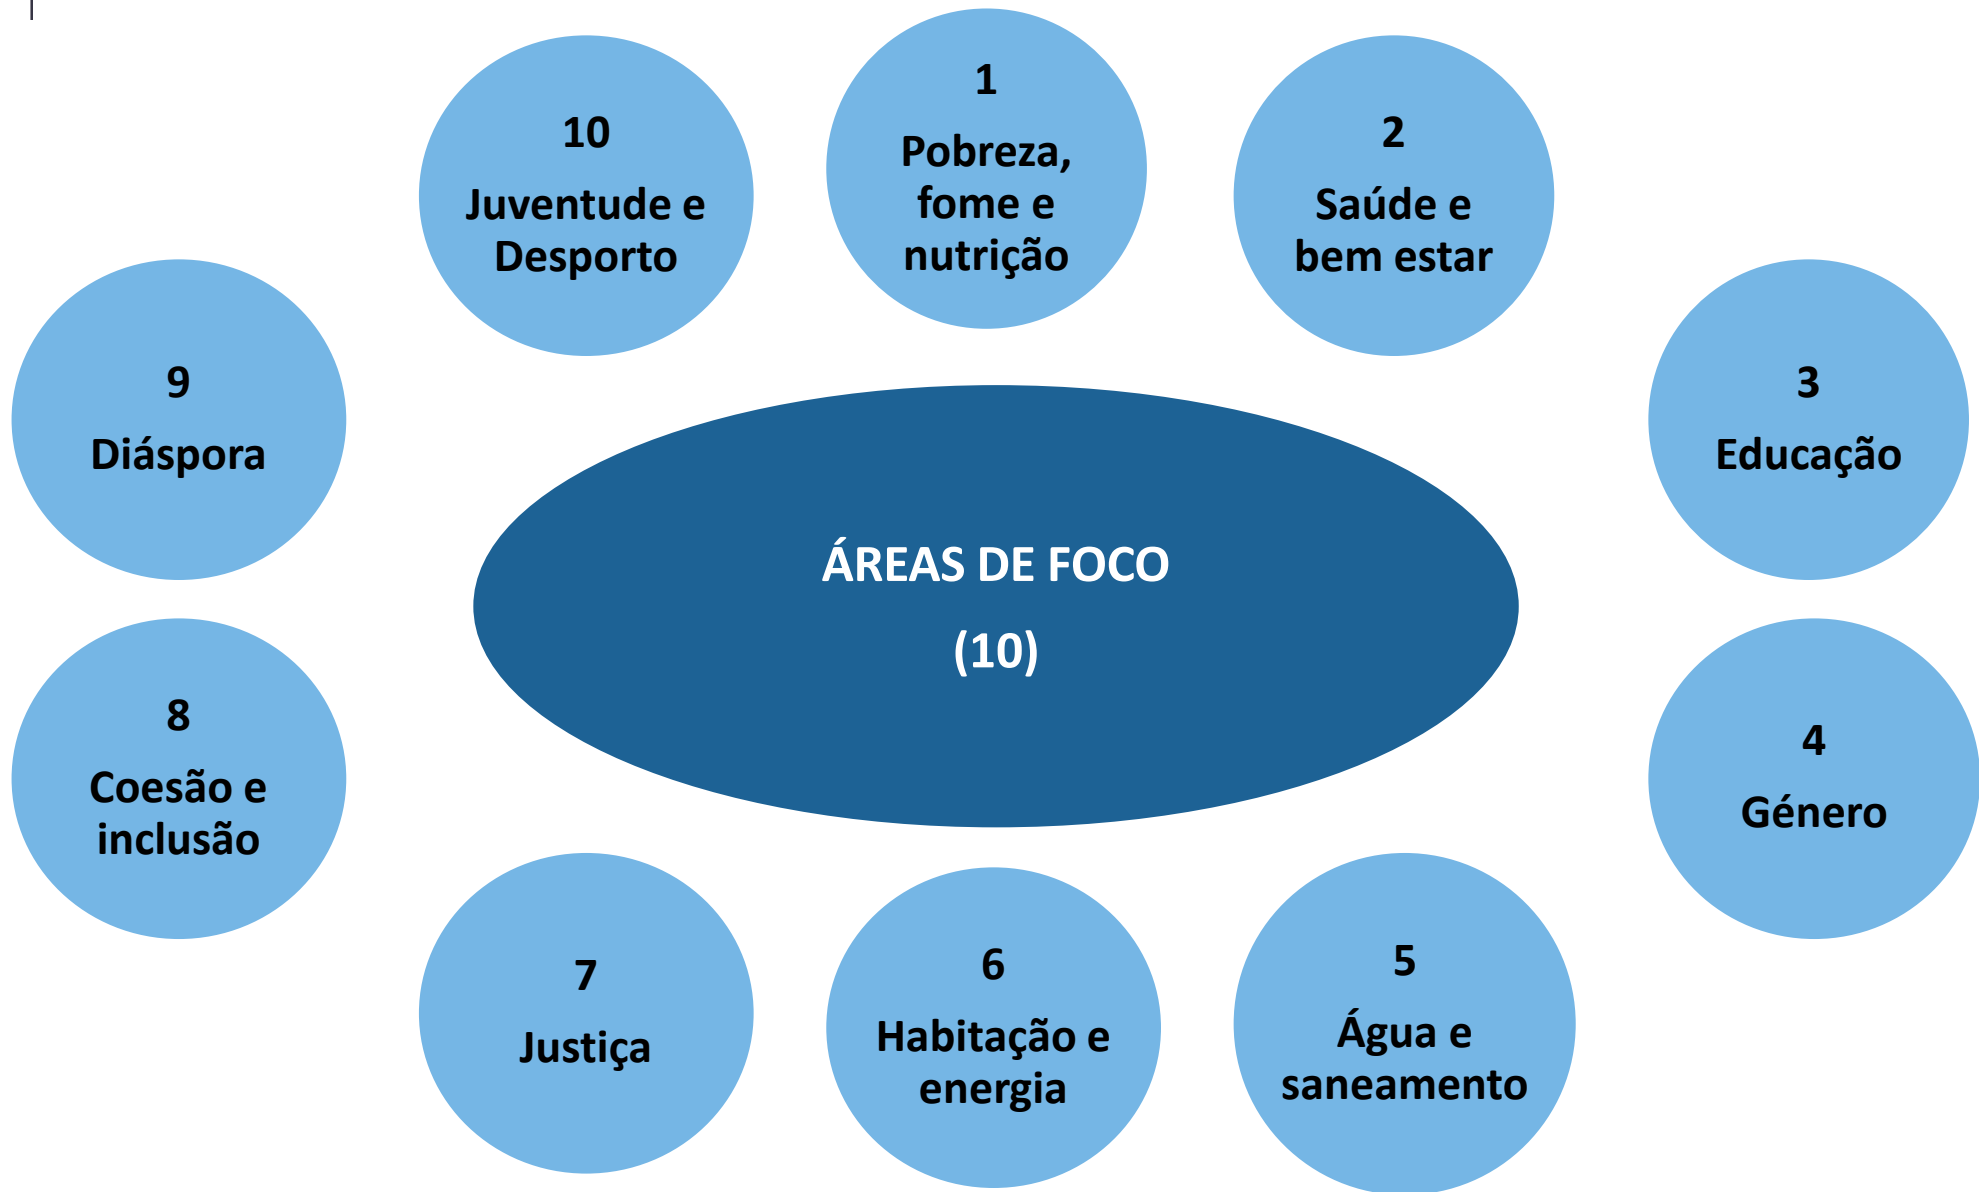 1
Pobreza,
fome e
nutrição
2
Saúde e
bem estar
3
Educação
4
Género
5
Água e
saneamento
6
Habitação e
energia
7
Justiça
8
Coesão e
inclusão
9
Diáspora
10
Juventude e
Desporto
ÁREAS DE FOCO
(10)